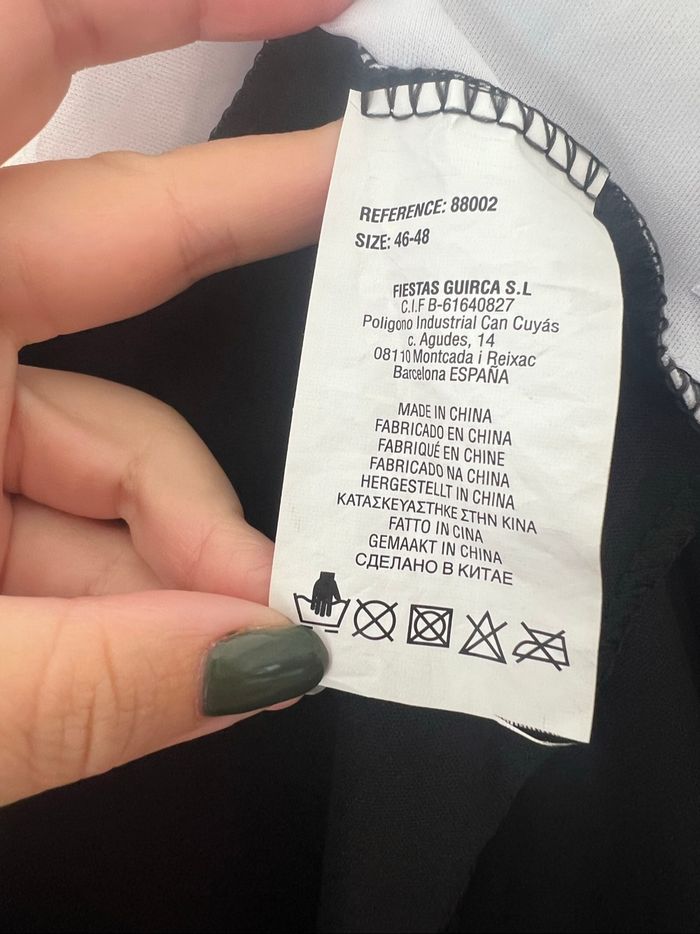 REFERENCE: 88002
SIZE: 46-48
FIESTAS GUIRCA S.L
C.I.F B-61640827
Poligono Industrial Can Cuyás
c. Agudes, 14
08110 Montcada i Reixac
Barcelona ESPAÑA
MADE IN CHINA
FABRICADO EN CHINA
FABRIQUÉ EN CHINE
FABRICADO NA CHINA
HERGESTELLT IN CHINA
ΚΑΤΑΣΚΕΥΑΣΤΗΚΕ ΣΤΗΝ ΚΙΝΑ
FATTO IN CINA
GEMAAKT IN CHINA
СДЕЛАНО В КИТАЕ